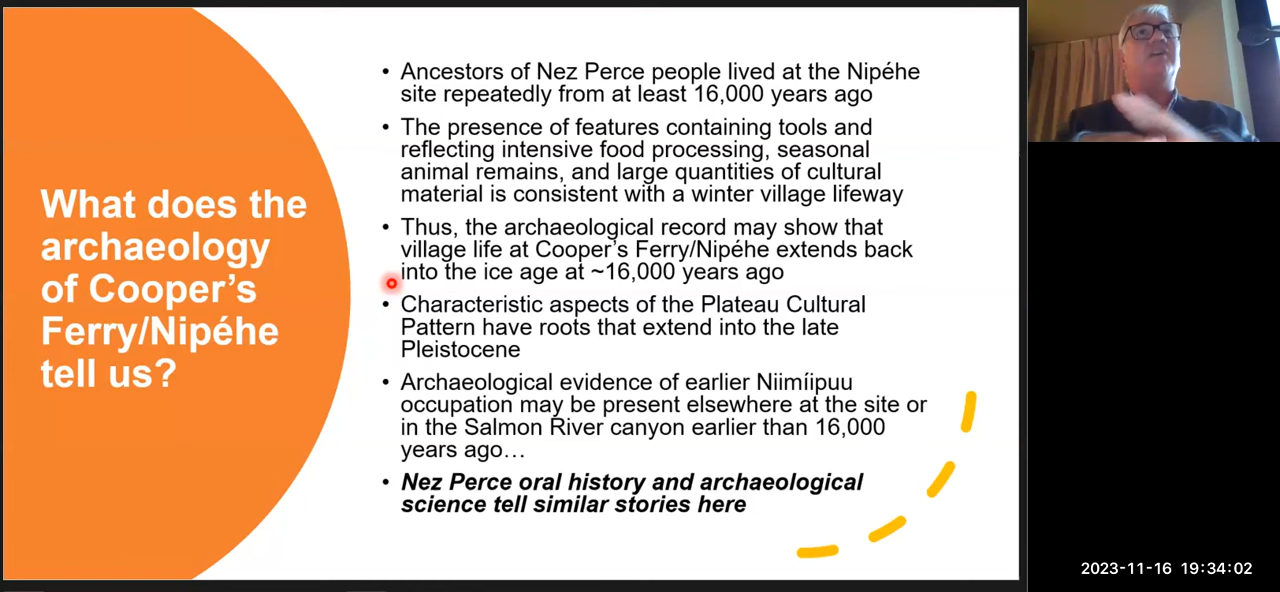 What does the
archaeology
of Cooper’s
Ferry/Nipéhe
tell us?
• Ancestors of Nez Perce people lived at the Nipéhe
site repeatedly from at least 16,000 years ago
• The presence of features containing tools and
reflecting intensive food processing, seasonal
animal remains, and large quantities of cultural
material is consistent with a winter village lifeway
• Thus, the archaeological record may show that
village life at Cooper’s Ferry/Nipéhe extends back
into the ice age at ~16,000 years ago
• Characteristic aspects of the Plateau Cultural
Pattern have roots that extend into the late
Pleistocene
• Archaeological evidence of earlier Niimíipuu
occupation may be present elsewhere at the site or
in the Salmon River canyon earlier than 16,000
years ago…
• Nez Perce oral history and archaeological
science tell similar stories here
2023-11-16 19:34:02